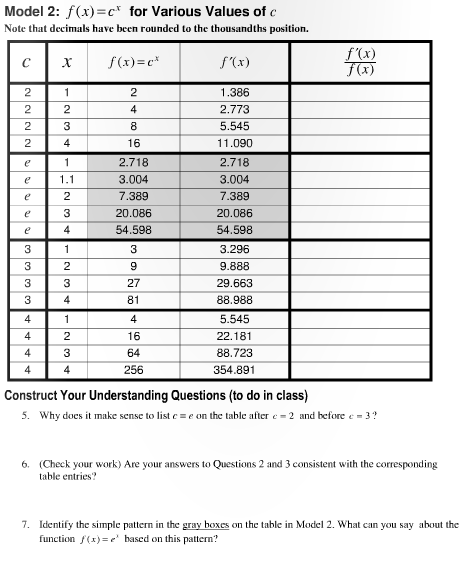 Model 2: f(x)=cˣ for Various Values of c
Note that decimals have been rounded to the thousandths position.
c x f(x)=cˣ f′(x) f′(x)/f(x)
2 1 2 1.386
2 2 4 2.773
2 3 8 5.545
2 4 16 11.090
e 1 2.718 2.718
e 1.1 3.004 3.004
e 2 7.389 7.389
e 3 20.086 20.086
e 4 54.598 54.598
3 1 3 3.296
3 2 9 9.888
3 3 27 29.663
3 4 81 88.988
4 1 4 5.545
4 2 16 22.181
4 3 64 88.723
4 4 256 354.891
Construct Your Understanding Questions (to do in class)
5. Why does it make sense to list c = e on the table after c = 2 and before c = 3?
6. (Check your work) Are your answers to Questions 2 and 3 consistent with the corresponding
table entries?
7. Identify the simple pattern in the gray boxes on the table in Model 2. What can you say about the
function f(x)=eˣ based on this pattern?